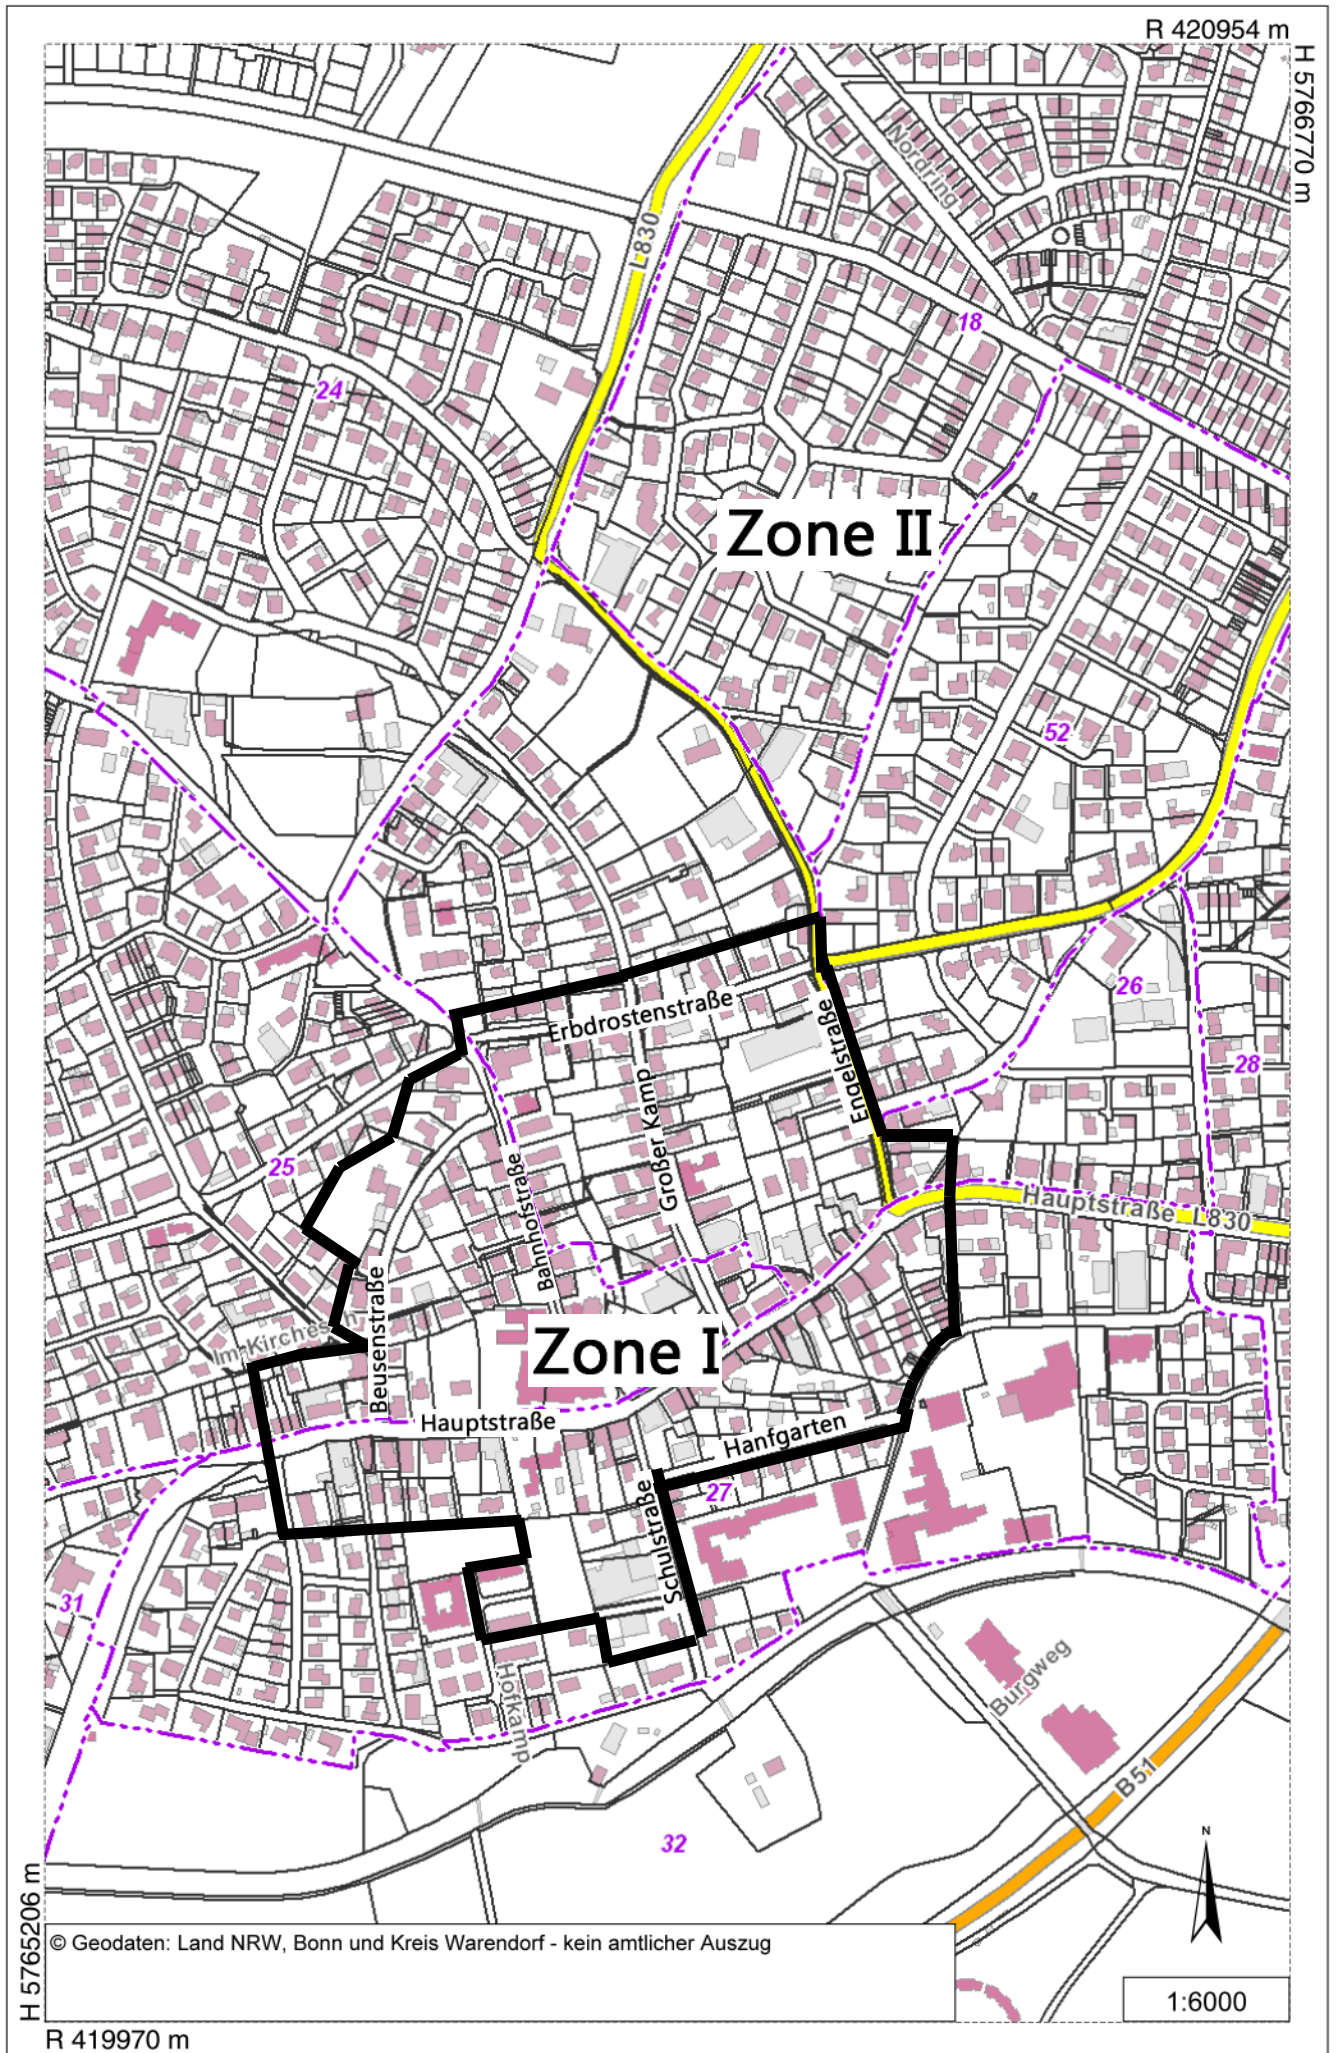 R 420954 m
H 5766770 m
Nordring
L830
18
24
Zone II
52
26
Erbdrostenstraße
Engelstraße
28
Großer Kamp
25
Bahnhofstraße
Hauptstraße L830
Beusenstraße
Im-Kirchesch
Zone I
Hauptstraße
Hanfgarten
27
Schulstraße
31
Hofkamp
Burgweg
B51
32
N
H 5765206 m
© Geodaten: Land NRW, Bonn und Kreis Warendorf - kein amtlicher Auszug
1:6000
R 419970 m